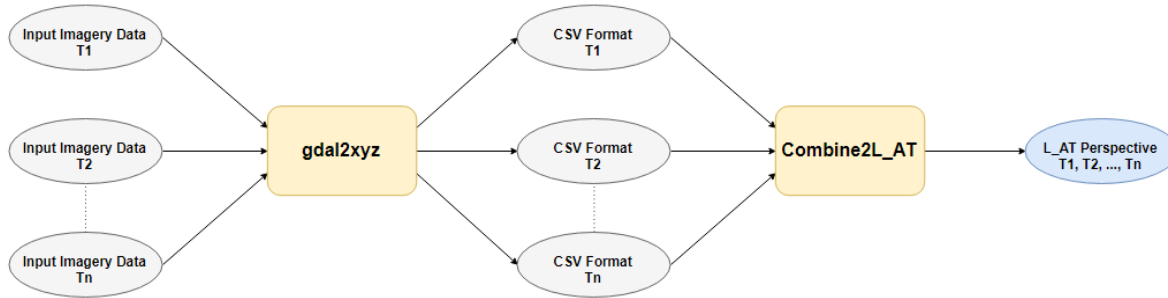 Input Imagery Data
T1
Input Imagery Data
T2
Input Imagery Data
Tn
gdal2xyz
CSV Format
T1
CSV Format
T2
CSV Format
Tn
Combine2L_AT
L_AT Perspective
T1, T2, ..., Tn